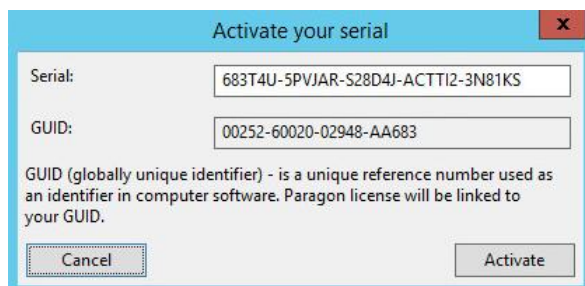 Activate your serial
x
Serial: 683T4U-5PVJAR-S28D4J-ACTTI2-3N81KS
GUID: 00252-60020-02948-AA683
GUID (globally unique identifier) - is a unique reference number used as
an identifier in computer software. Paragon license will be linked to
your GUID.
Cancel Activate